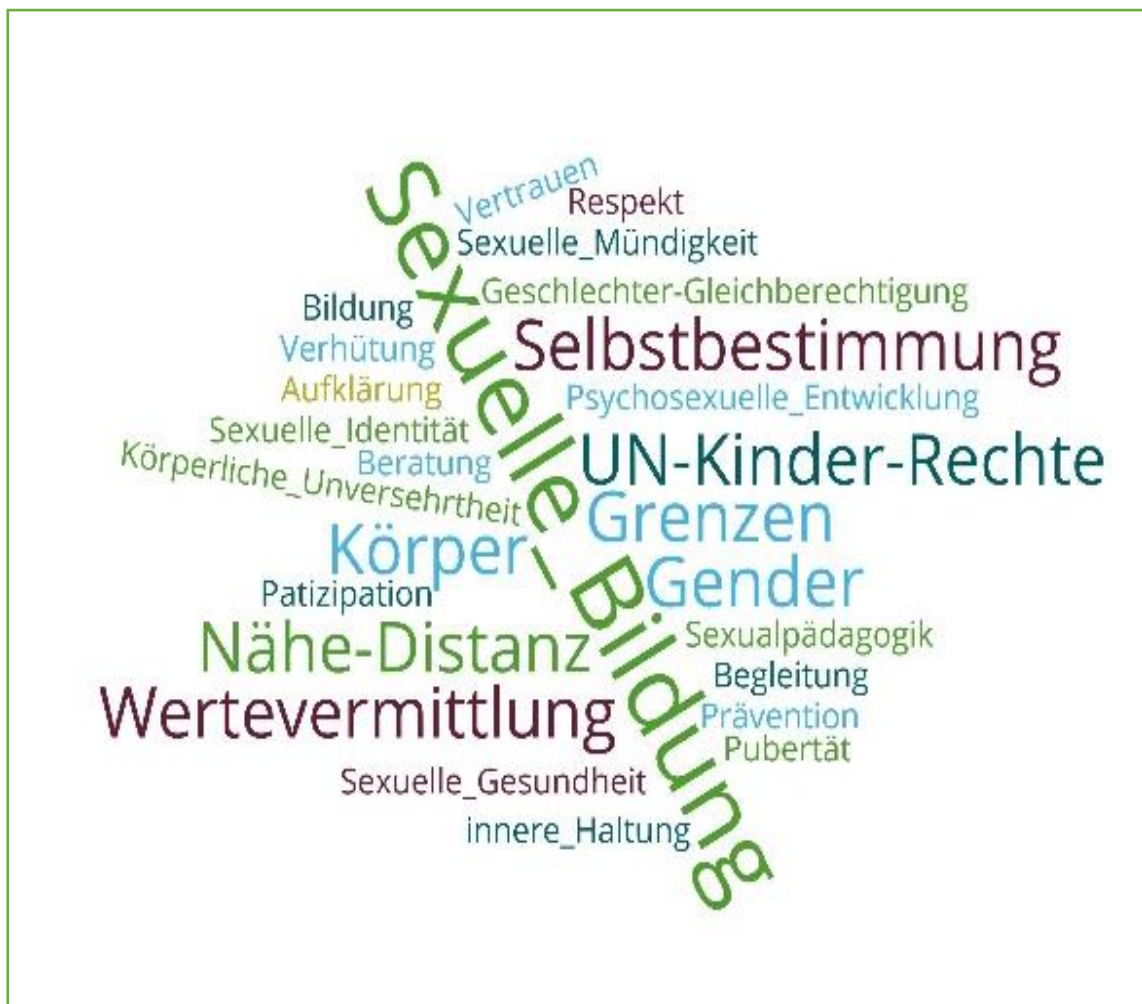 Sexuelle_Bildung
Vertrauen
Respekt
Sexuelle_Mündigkeit
Geschlechter-Gleichberechtigung
Bildung
Selbstbestimmung
Verhütung
Aufklärung
Psychosexuelle_Entwicklung
Sexuelle_Identität
UN-Kinder-Rechte
Beratung
Körperliche_Unversehrtheit
Grenzen
Körper
Gender
Patizipation
Sexualpädagogik
Nähe-Distanz
Begleitung
Wertevermittlung
Prävention
Pubertät
Sexuelle_Gesundheit
innere_Haltung